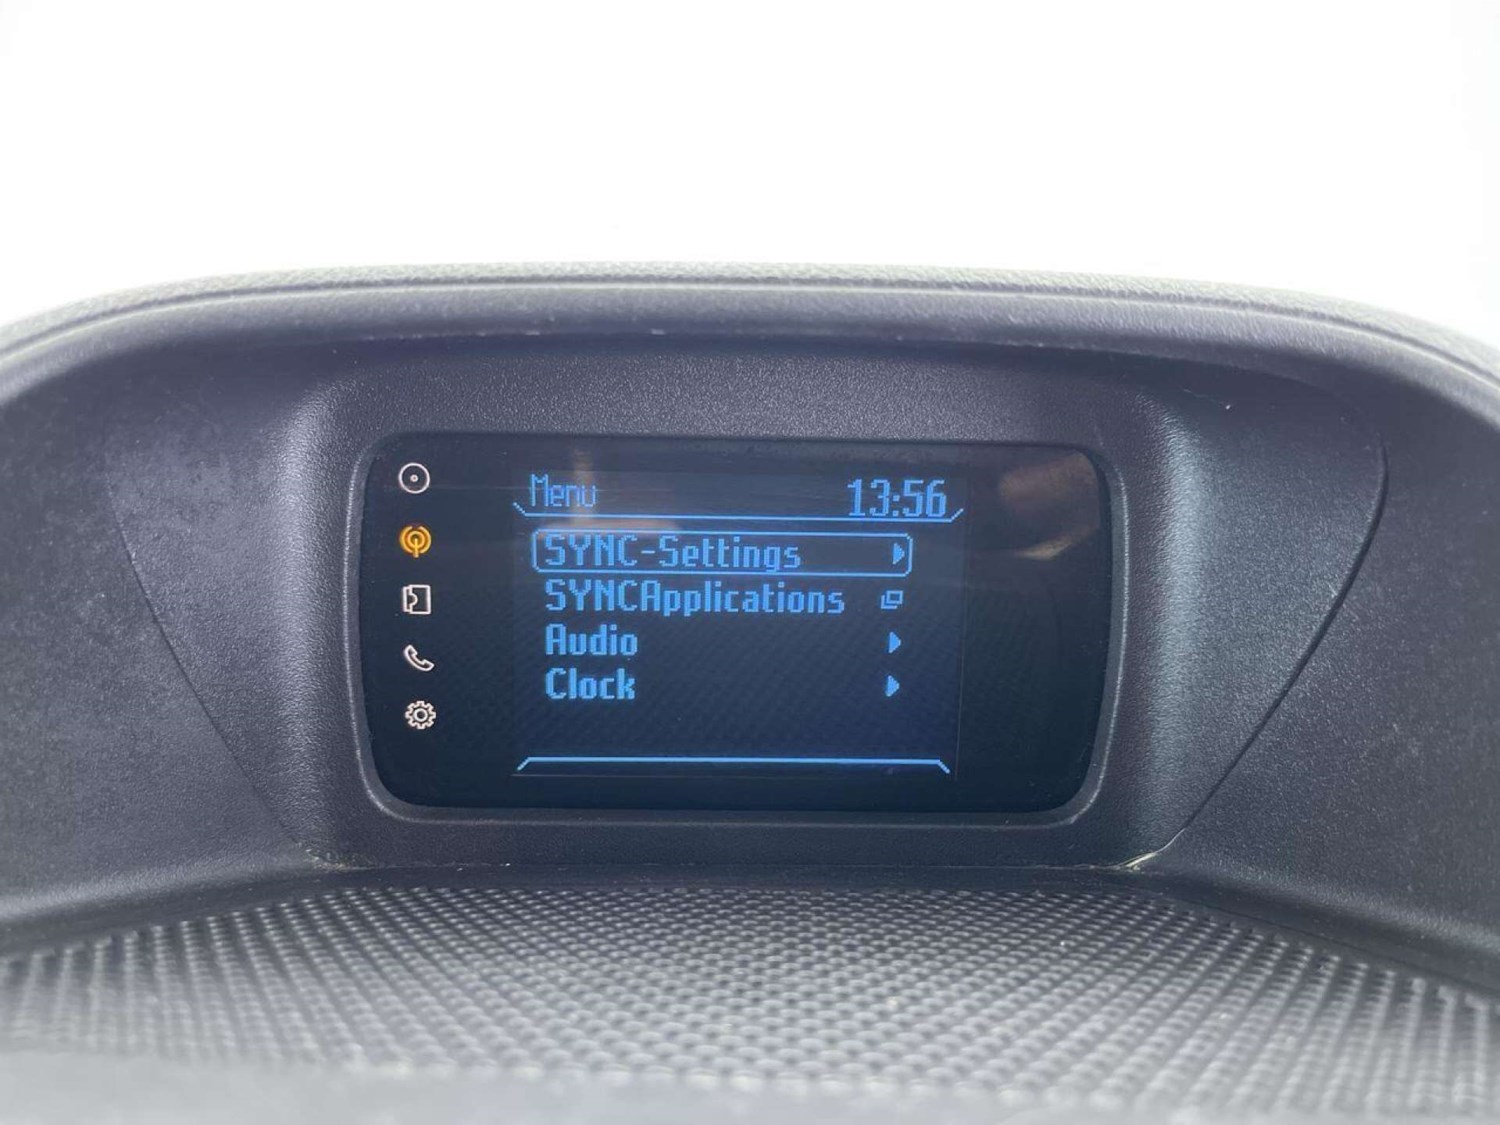 Menu 13:56
SYNC-Settings
SYNCApplications
Audio
Clock